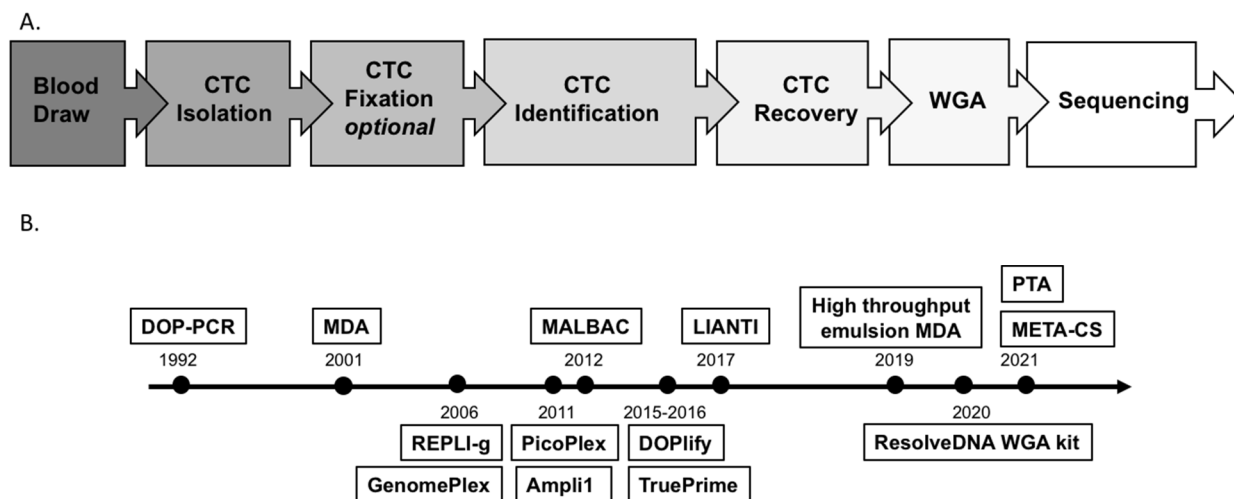 A.
Blood
Draw
CTC
Isolation
CTC
Fixation
optional
CTC
Identification
CTC
Recovery
WGA
Sequencing
B.
DOP-PCR
1992
MDA
2001
REPLI-g
GenomePlex
2006
PicoPlex
Ampli1
2011
MALBAC
2012
2015-2016
DOPlify
TruePrime
LIANTI
2017
High throughput
emulsion MDA
2019
2020
ResolveDNA WGA kit
PTA
META-CS
2021